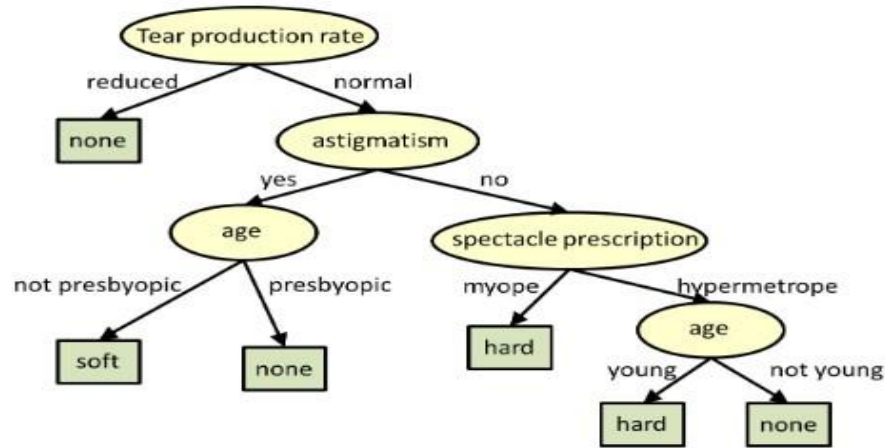 Tear production rate
reduced
normal
none
astigmatism
yes
no
age
spectacle prescription
not presbyopic
presbyopic
myope
hypermetrope
soft
none
hard
age
young
not young
hard
none